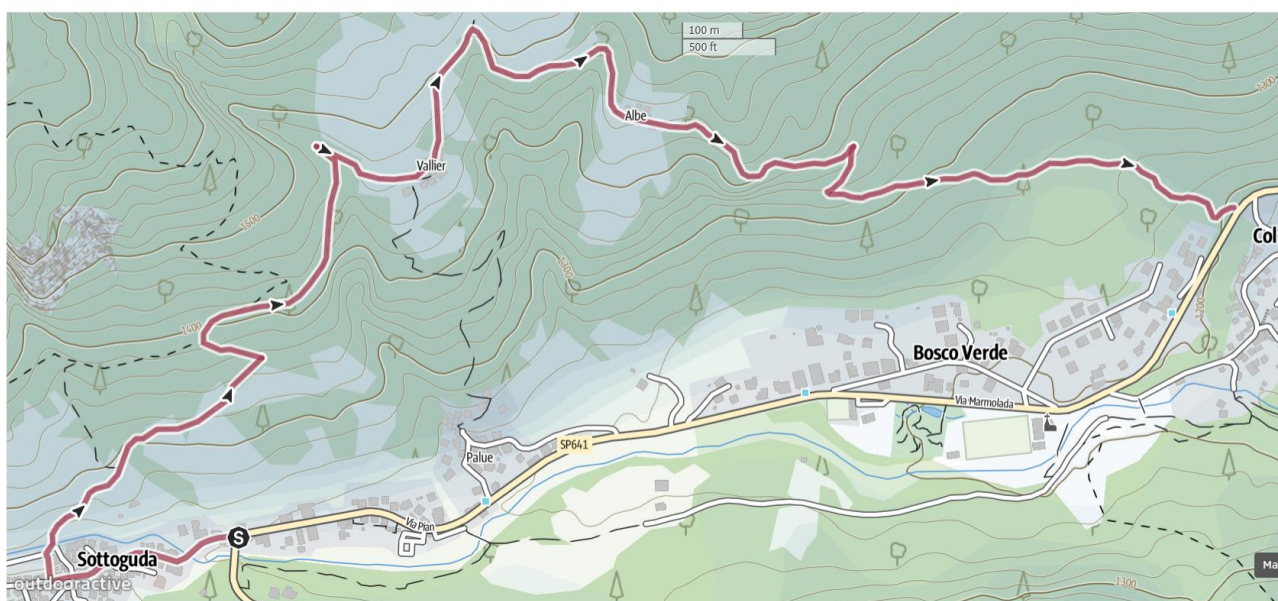 100 m
500 ft
1300
Albe
Vallier
1500
1300
1400
Col
1200
Bosco Verde
Via Marmolada
SP641
Palue
Via Pian
S
Sottoguda
outdooractive
Ma
1300